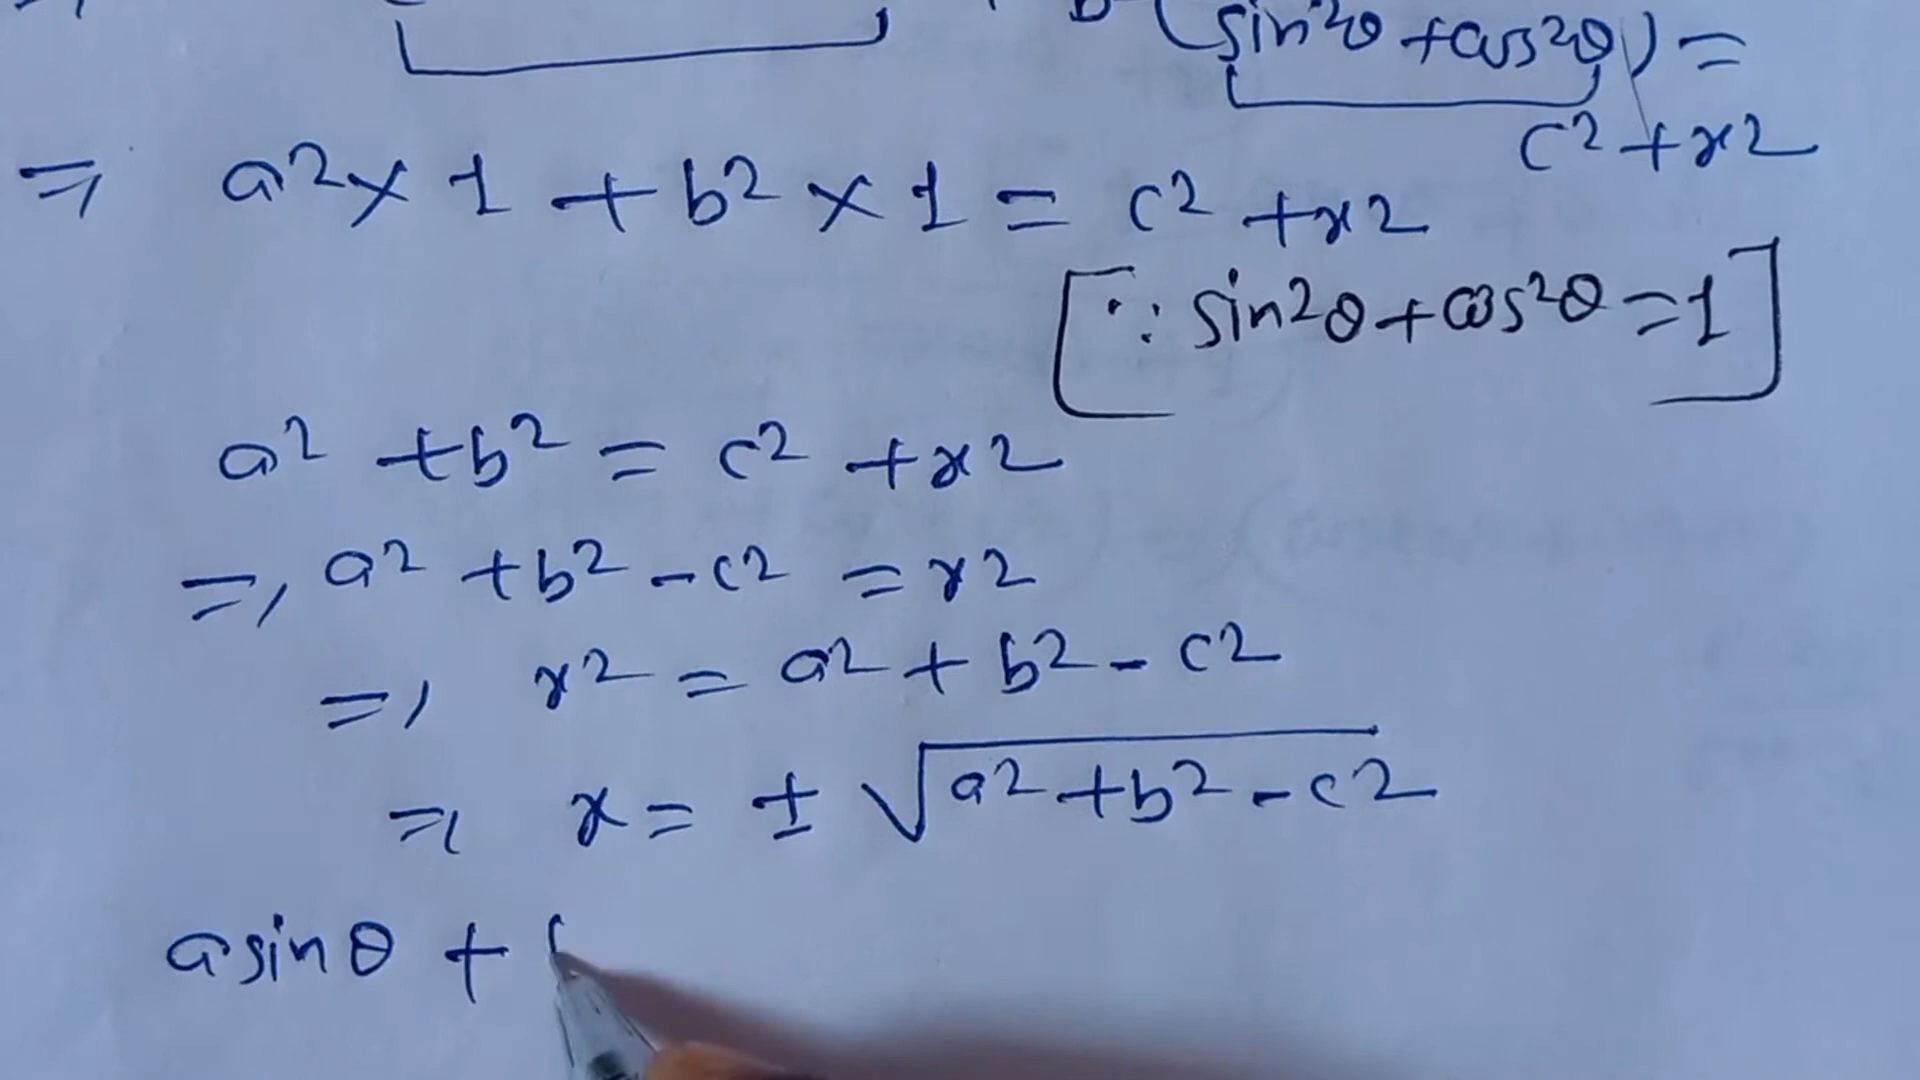 (sin²θ + cos²θ) =
c² + x²
⇒ a² × 1 + b² × 1 = c² + x²
[∵ sin²θ + cos²θ = 1]
a² + b² = c² + x²
⇒, a² + b² - c² = x²
⇒, x² = a² + b² - c²
⇒, x = ± √a² + b² - c²
a sin θ +